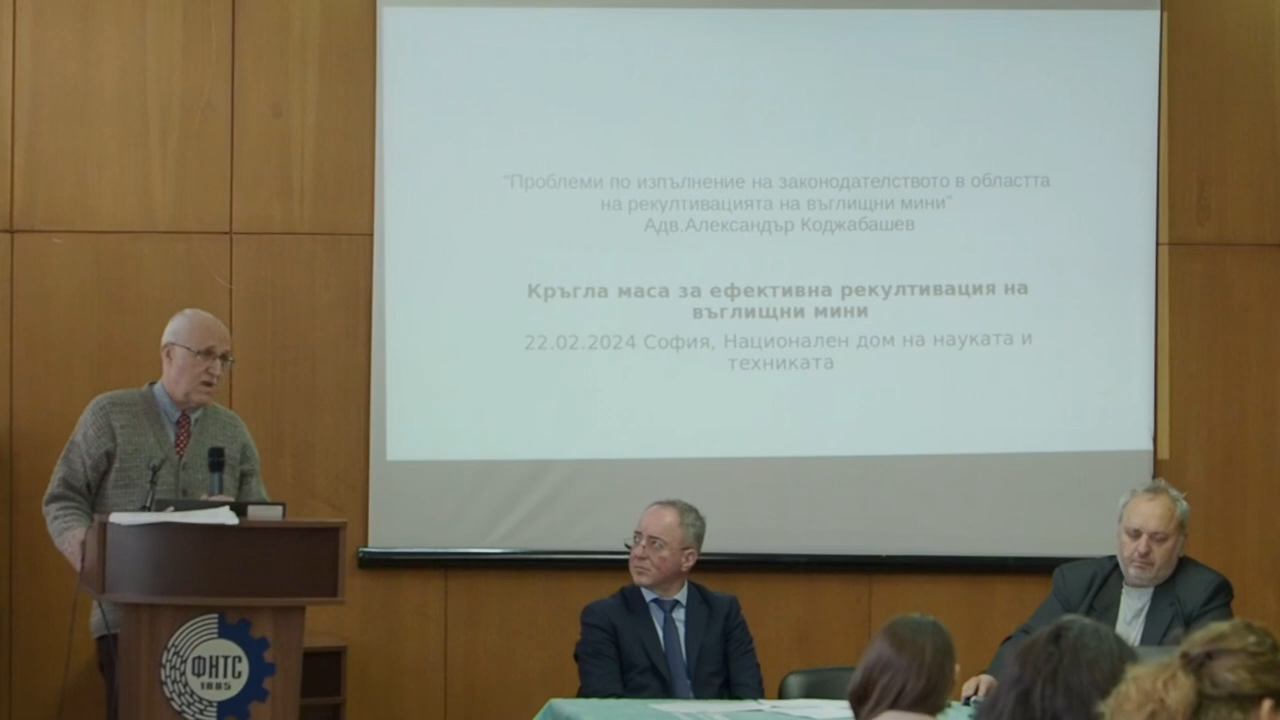 "Проблеми по изпълнение на законодателството в областта
на рекултивацията на въглищни мини"
Адв.Александър Коджабашев
Кръгла маса за ефективна рекултивация на
въглищни мини
22.02.2024 София, Национален дом на науката и
техниката
ФНТС
1885